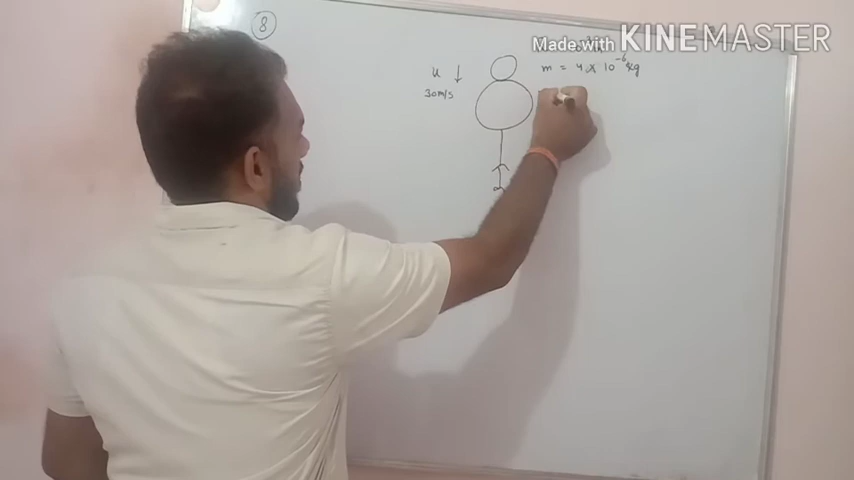 Made with KINEMASTER
8
u ↓
m = 4 x 10⁻⁶ kg
30m/s